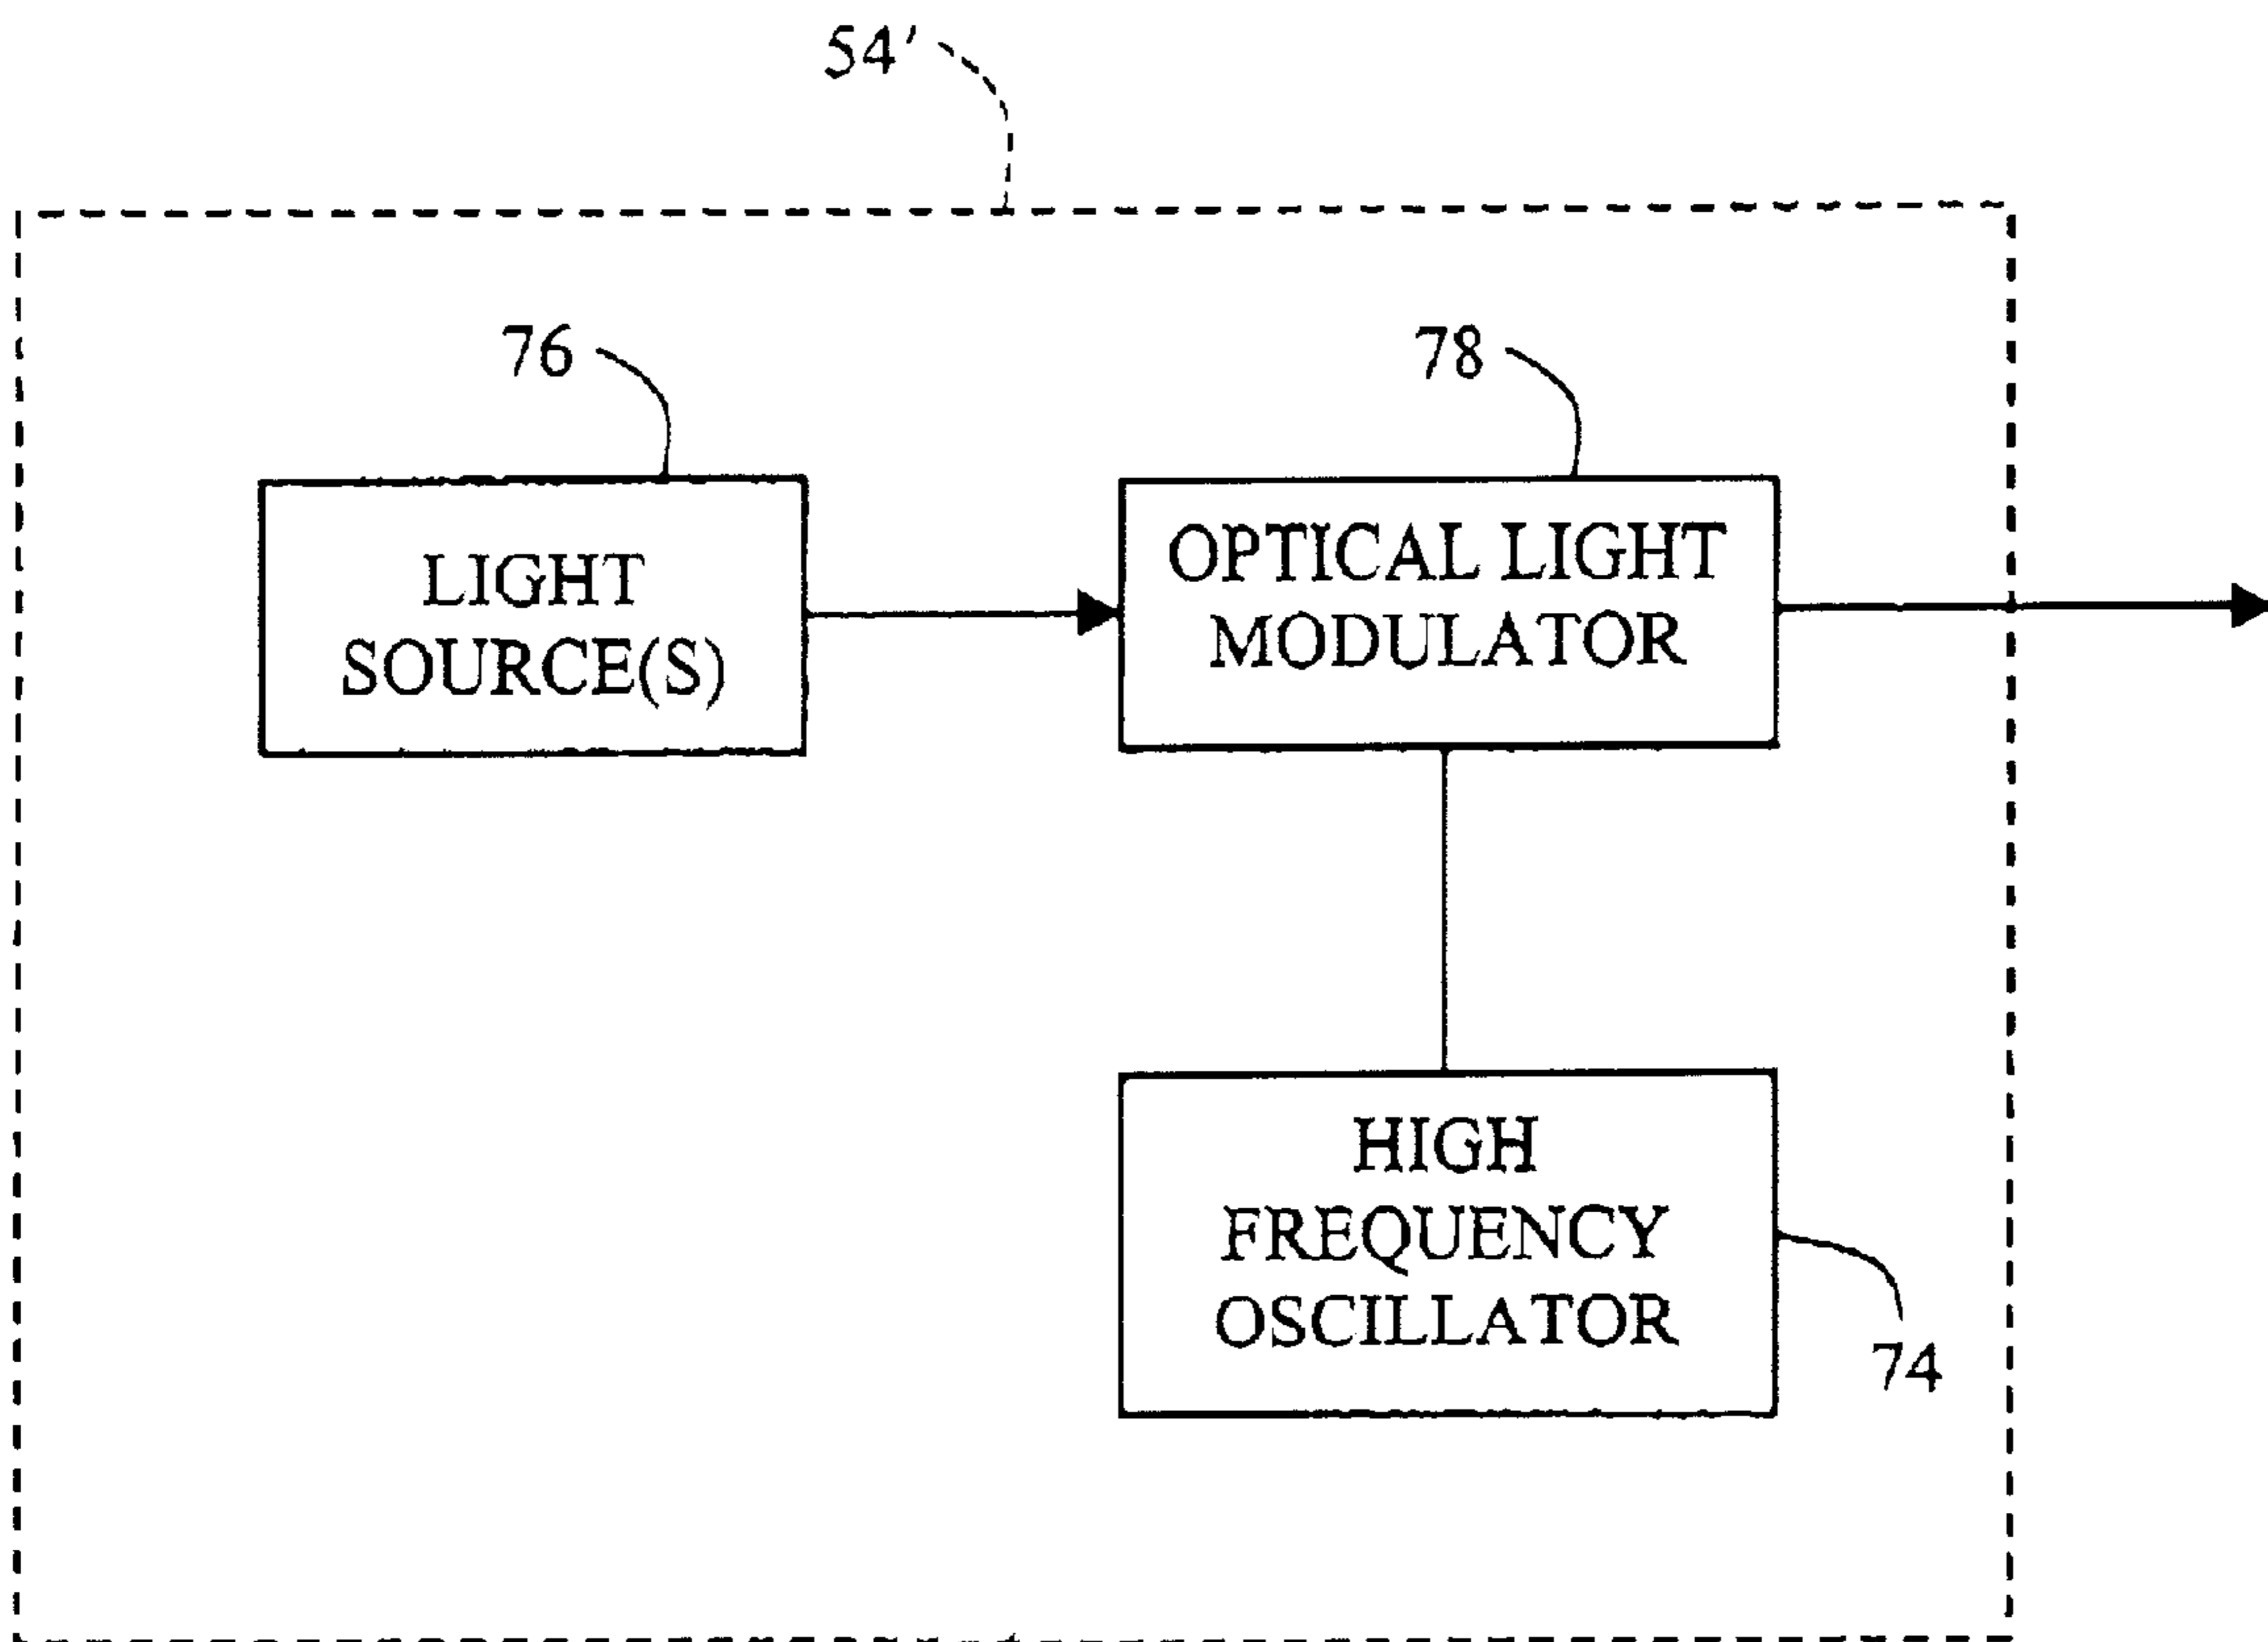 54'
76
78
LIGHT
SOURCE(S)
OPTICAL LIGHT
MODULATOR
HIGH
FREQUENCY
OSCILLATOR
74